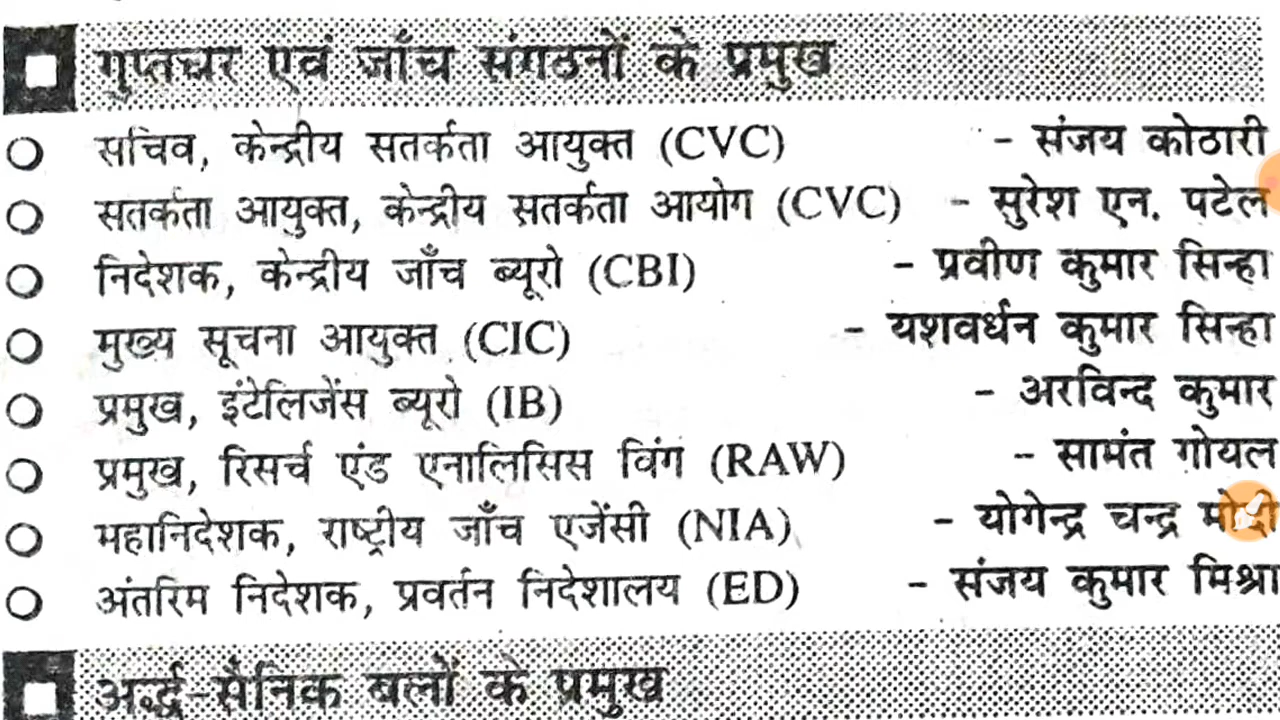 गुप्तचर एवं जाँच संगठनों के प्रमुख
सचिव, केन्द्रीय सतर्कता आयुक्त (CVC) - संजय कोठारी
सतर्कता आयुक्त, केन्द्रीय सतर्कता आयोग (CVC) - सुरेश एन. पटेल
निदेशक, केन्द्रीय जाँच ब्यूरो (CBI) - प्रवीण कुमार सिन्हा
मुख्य सूचना आयुक्त (CIC) - यशवर्धन कुमार सिन्हा
प्रमुख, इंटेलिजेंस ब्यूरो (IB) - अरविन्द कुमार
प्रमुख, रिसर्च एंड एनालिसिस विंग (RAW) - सामंत गोयल
महानिदेशक, राष्ट्रीय जाँच एजेंसी (NIA) - योगेन्द्र चन्द्र मोदी
अंतरिम निदेशक, प्रवर्तन निदेशालय (ED) - संजय कुमार मिश्रा
अर्द्ध-सैनिक बलों के प्रमुख